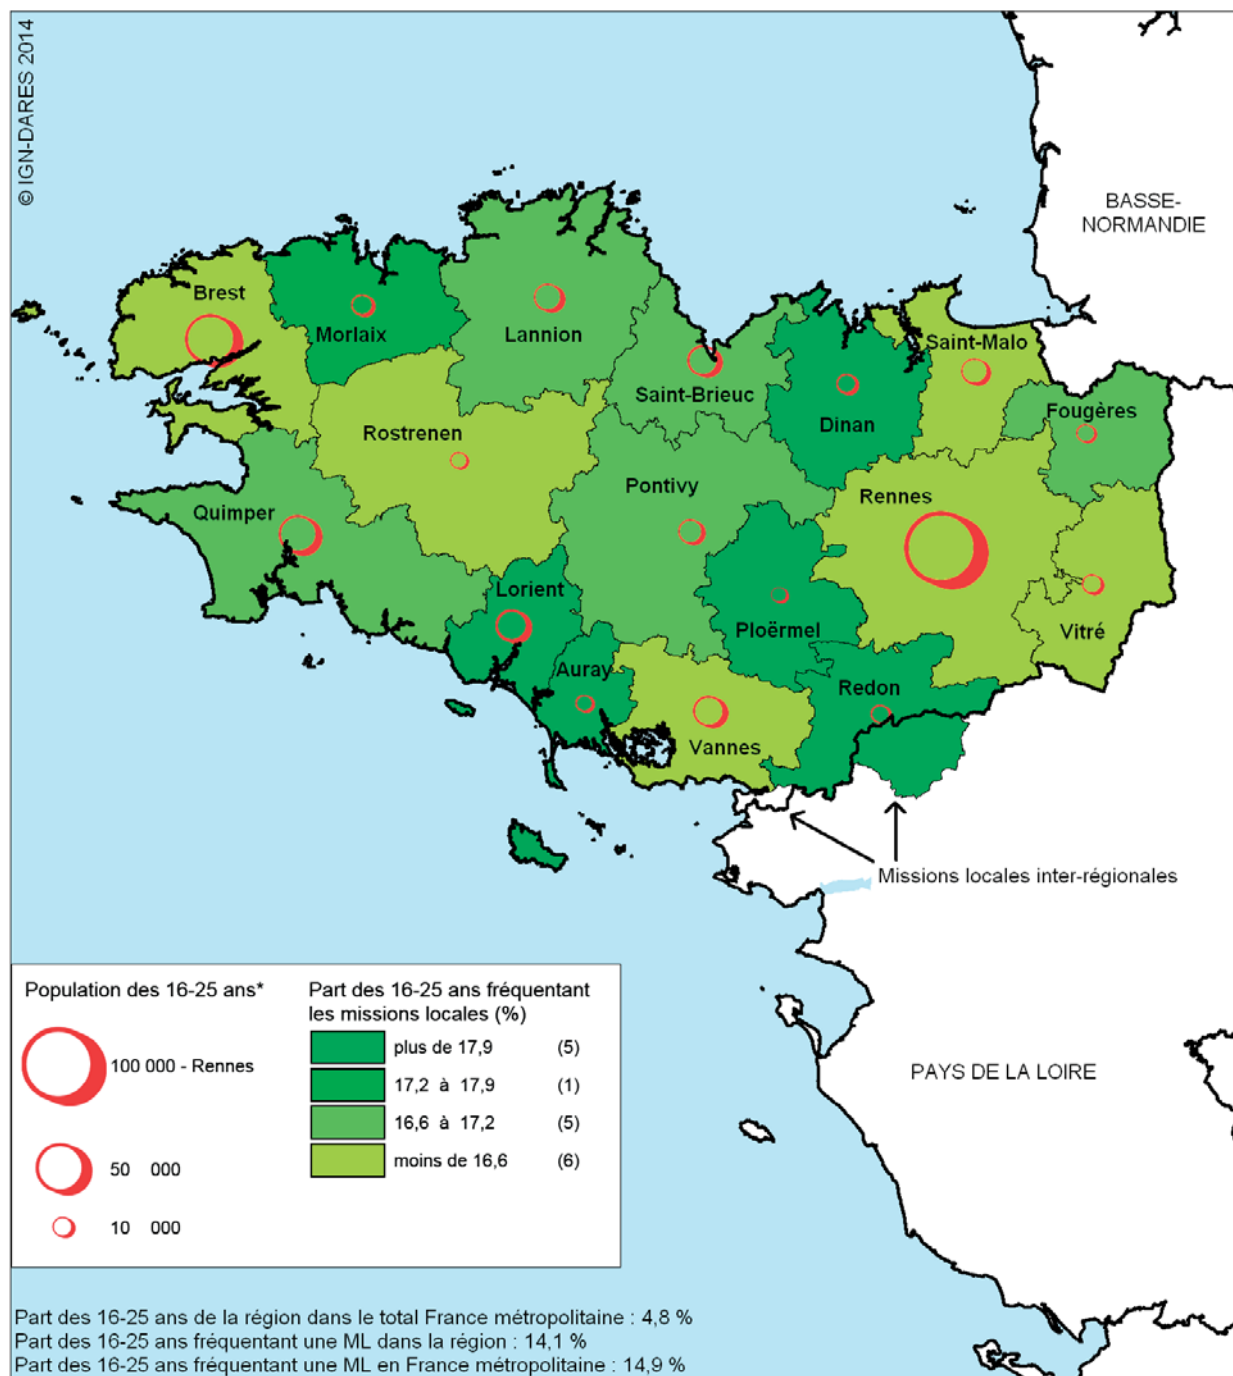 © IGN-DARES 2014
BASSE-
NORMANDIE
Brest
Morlaix
Lannion
Saint-Brieuc
Dinan
Saint-Malo
Fougères
Rostrenen
Pontivy
Rennes
Quimper
Lorient
Ploërmel
Vitré
Auray
Redon
Vannes
Missions locales inter-régionales
PAYS DE LA LOIRE
Population des 16-25 ans*
100 000 - Rennes
50 000
10 000
Part des 16-25 ans fréquentant
les missions locales (%)
plus de 17,9 (5)
17,2 à 17,9 (1)
16,6 à 17,2 (5)
moins de 16,6 (6)
Part des 16-25 ans de la région dans le total France métropolitaine : 4,8 %
Part des 16-25 ans fréquentant une ML dans la région : 14,1 %
Part des 16-25 ans fréquentant une ML en France métropolitaine : 14,9 %